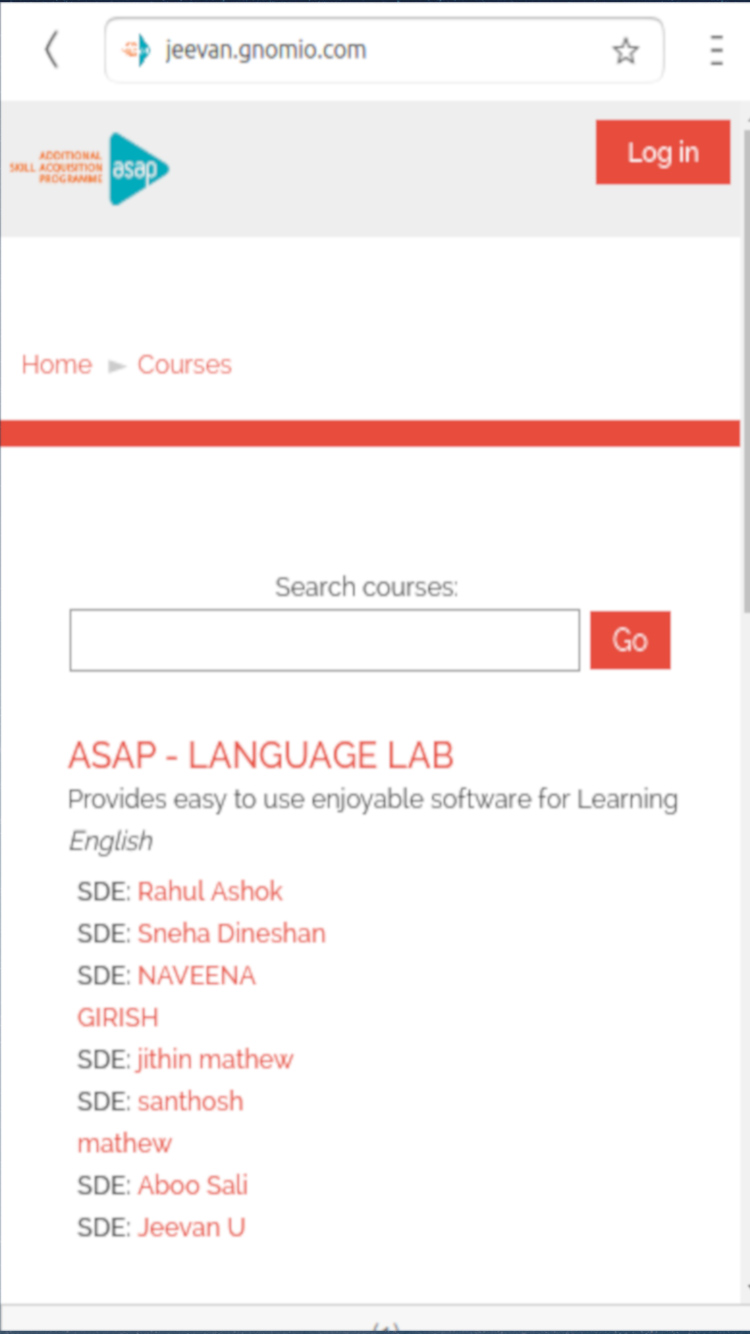 jeevan.gnomio.com
ADDITIONAL
SKILL ACQUISITION
PROGRAMME
asap
Log in
Home ► Courses
Search courses:
Go
ASAP - LANGUAGE LAB
Provides easy to use enjoyable software for Learning
English
SDE: Rahul Ashok
SDE: Sneha Dineshan
SDE: NAVEENA
GIRISH
SDE: jithin mathew
SDE: santhosh
mathew
SDE: Aboo Sali
SDE: Jeevan U